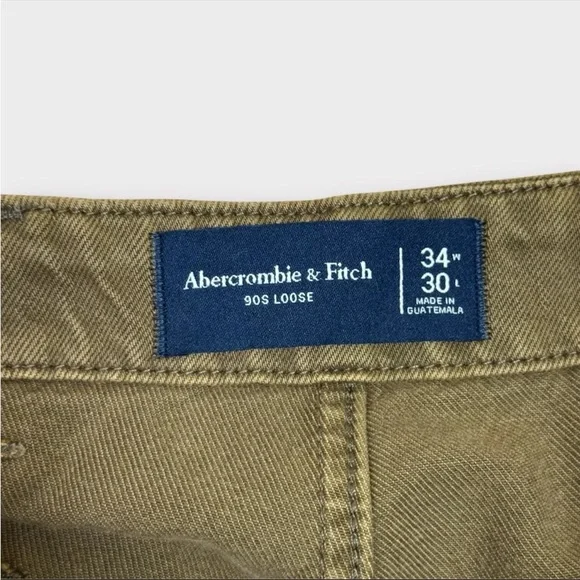 Abercrombie & Fitch
90S LOOSE
34 W
30 L
MADE IN
GUATEMALA